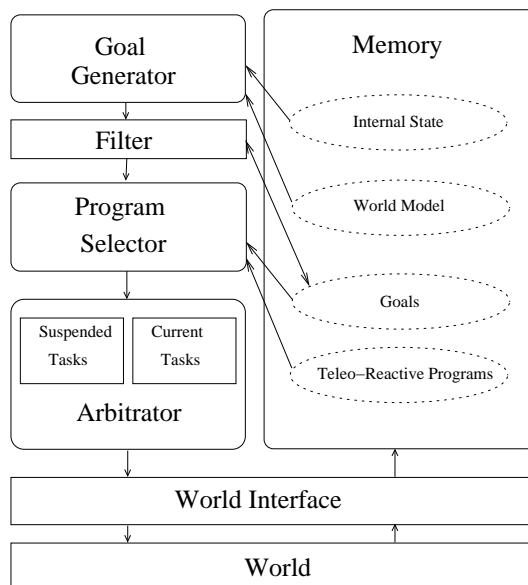 Goal
Generator
Filter
Program
Selector
Suspended
Tasks
Current
Tasks
Arbitrator
Memory
Internal State
World Model
Goals
Teleo–Reactive Programs
World Interface
World